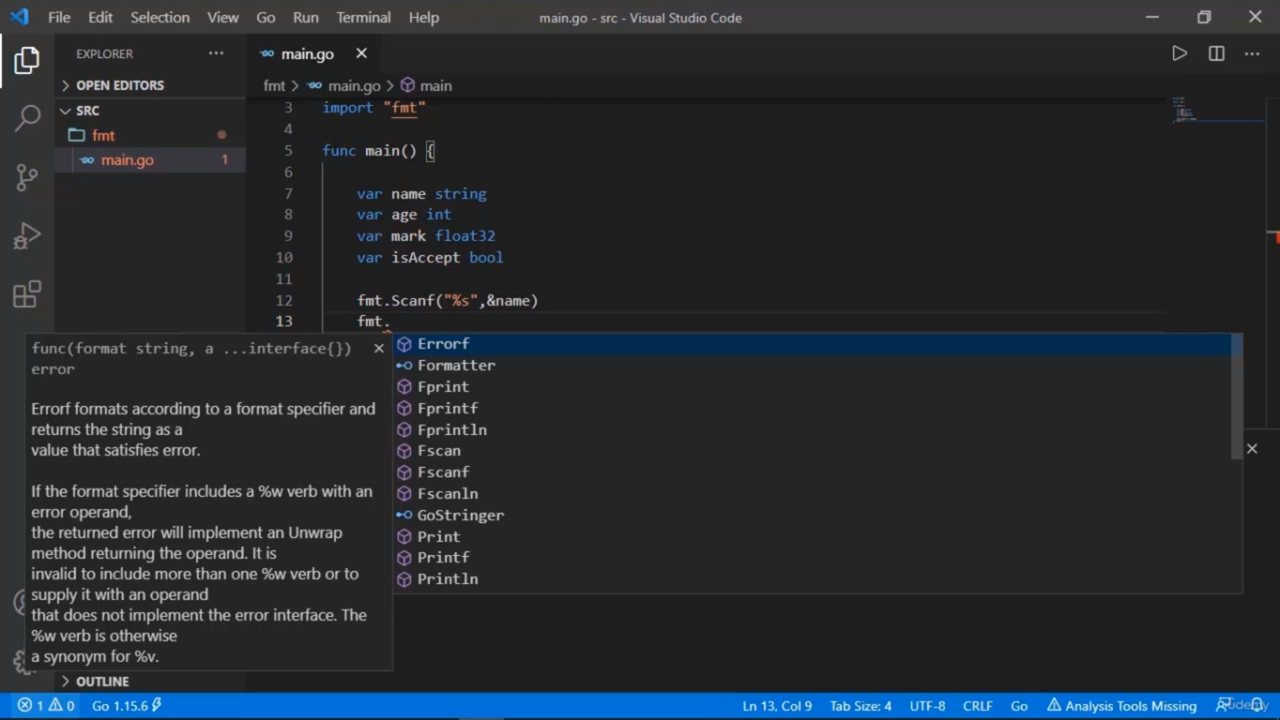 File Edit Selection View Go Run Terminal Help main.go - src - Visual Studio Code
EXPLORER ···
main.go
OPEN EDITORS
fmt > main.go > main
SRC
fmt
main.go 1
3 import "fmt"
4
5 func main() {
6
7 var name string
8 var age int
9 var mark float32
10 var isAccept bool
11
12 fmt.Scanf("%s",&name)
13 fmt.
func(format string, a ...interface{})
error
Errorf formats according to a format specifier and
returns the string as a
value that satisfies error.
If the format specifier includes a %w verb with an
error operand,
the returned error will implement an Unwrap
method returning the operand. It is
invalid to include more than one %w verb or to
supply it with an operand
that does not implement the error interface. The
%w verb is otherwise
a synonym for %v.
Errorf
Formatter
Fprint
Fprintf
Fprintln
Fscan
Fscanf
Fscanln
GoStringer
Print
Printf
Println
OUTLINE
1 0 Go 1.15.6 Ln 13, Col 9 Tab Size: 4 UTF-8 CRLF Go Analysis Tools Missing
Udemy